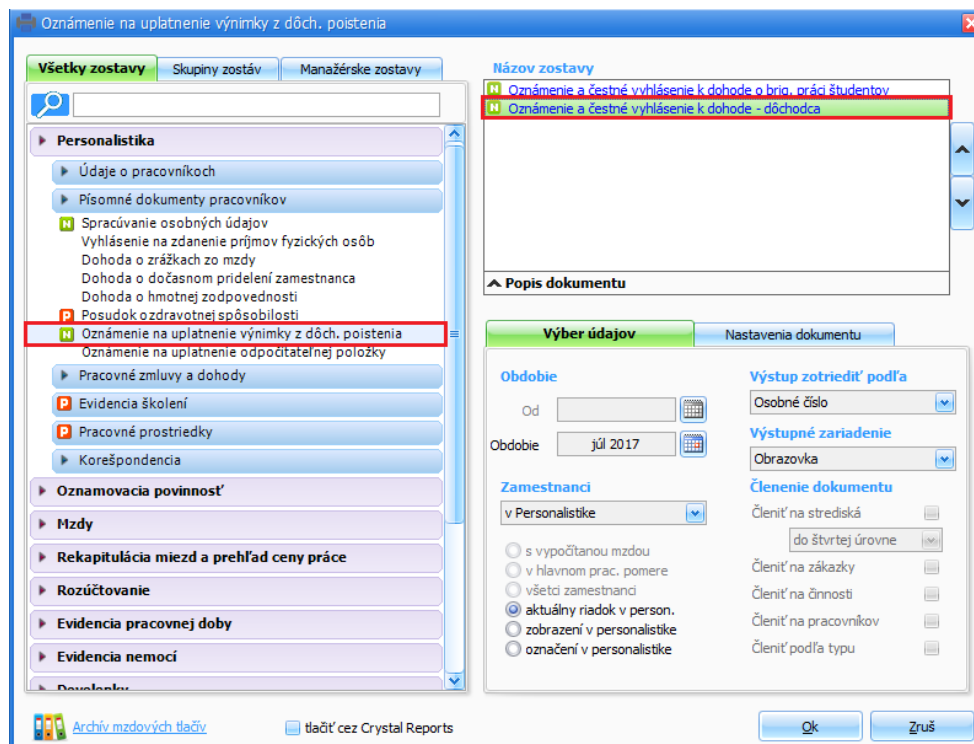 Oznámenie na uplatnenie výnimky z dôch. poistenia
Všetky zostavy
Skupiny zostáv
Manažérske zostavy
Personalistika
Údaje o pracovníkoch
Písomné dokumenty pracovníkov
N Spracúvanie osobných údajov
Vyhlásenie na zdanenie príjmov fyzických osôb
Dohoda o zrážkach zo mzdy
Dohoda o dočasnom pridelení zamestnanca
Dohoda o hmotnej zodpovednosti
P Posudok ozdravotnej spôsobilosti
N Oznámenie na uplatnenie výnimky z dôch. poistenia
Oznámenie na uplatnenie odpočítateľnej položky
Pracovné zmluvy a dohody
P Evidencia školení
P Pracovné prostriedky
Korešpondencia
Oznamovacia povinnosť
Mzdy
Rekapitulácia miezd a prehľad ceny práce
Rozúčtovanie
Evidencia pracovnej doby
Evidencia nemocí
Dovolenky
Názov zostavy
N Oznámenie a čestné vyhlásenie k dohode o brig. práci študentov
N Oznámenie a čestné vyhlásenie k dohode - dôchodca
Popis dokumentu
Výber údajov
Nastavenia dokumentu
Obdobie
Od
Obdobie júl 2017
Zamestnanci
v Personalistike
s vypočítanou mzdou
v hlavnom prac. pomere
všetci zamestnanci
aktuálny riadok v person.
zobrazení v personalistike
označení v personalistike
Výstup zotriediť podľa
Osobné číslo
Výstupné zariadenie
Obrazovka
Členenie dokumentu
Členiť na strediská
do štvrtej úrovne
Členiť na zákazky
Členiť na činnosti
Členiť na pracovníkov
Členiť podľa typu
Archív mzdových tlačív
tlačiť cez Crystal Reports
Ok
Zruš